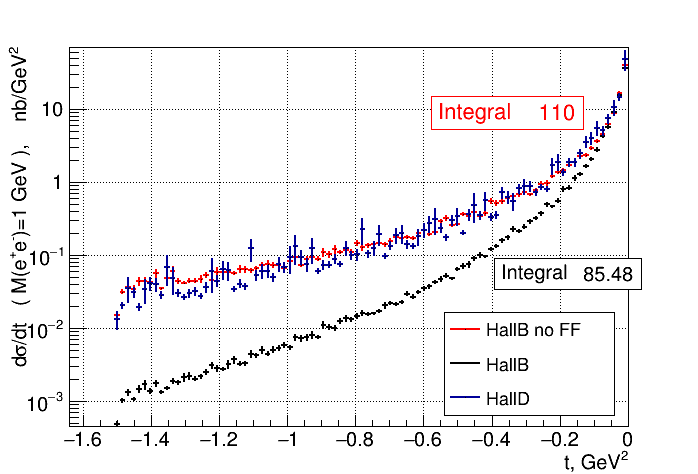 dσ/dt ( M(e⁺e⁻)=1 GeV ), nb/GeV²
10
1
10⁻¹
10⁻²
10⁻³
Integral 110
Integral 85.48
HallB no FF
HallB
HallD
−1.6 −1.4 −1.2 −1 −0.8 −0.6 −0.4 −0.2 0
t, GeV²